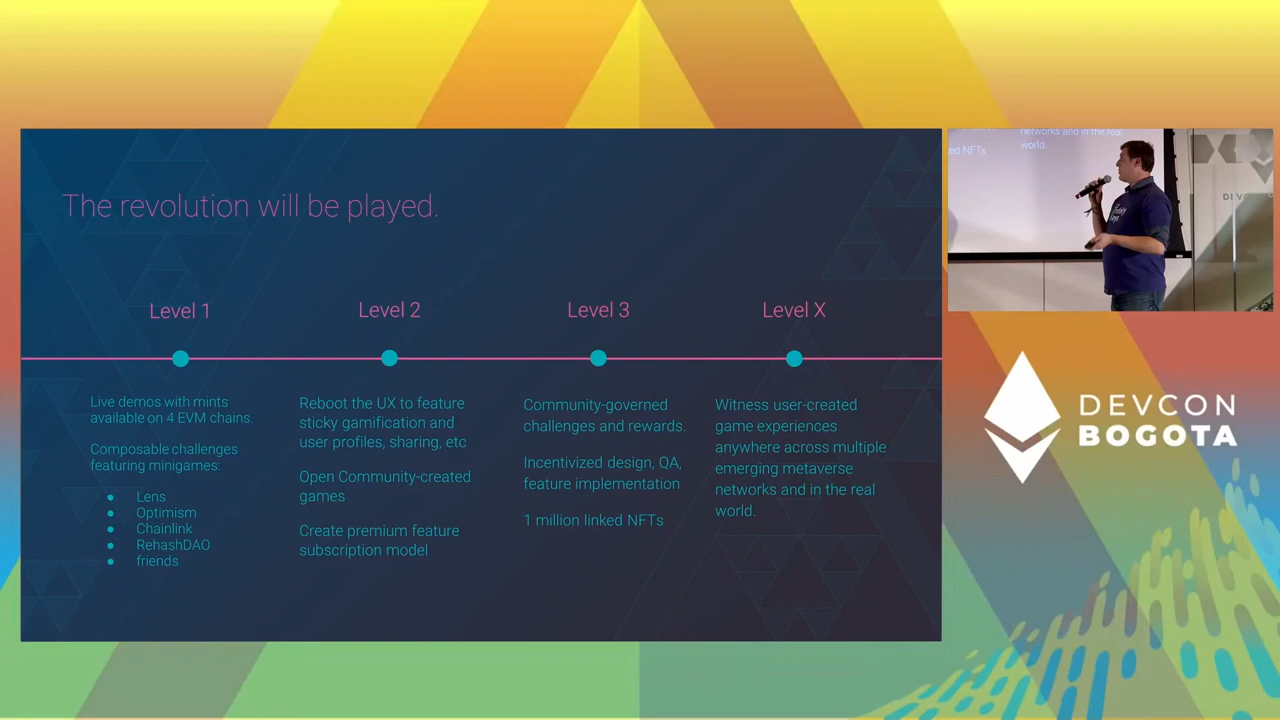 The revolution will be played.
Level 1
Live demos with mints
available on 4 EVM chains.
Composable challenges
featuring minigames:
● Lens
● Optimism
● Chainlink
● RehashDAO
● friends
Level 2
Reboot the UX to feature
sticky gamification and
user profiles, sharing, etc
Open Community-created
games
Create premium feature
subscription model
Level 3
Community-governed
challenges and rewards.
Incentivized design, QA,
feature implementation
1 million linked NFTs
Level X
Witness user-created
game experiences
anywhere across multiple
emerging metaverse
networks and in the real
world.
networks and in the real
ed NFTs
world.
DEVCON
BOGOTA